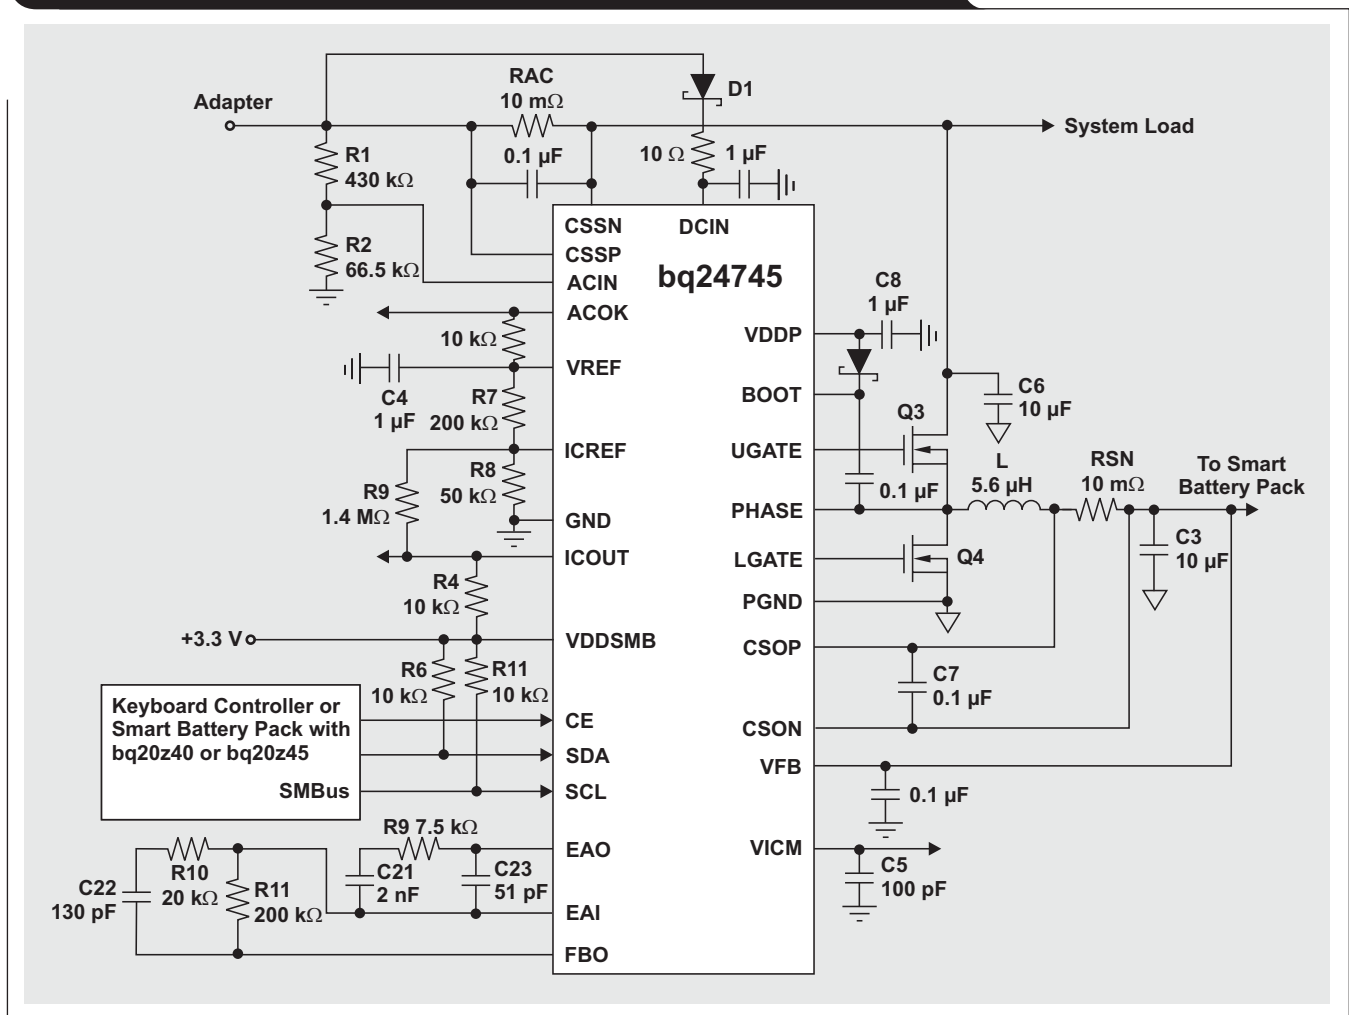 Adapter
RAC
10 mΩ
0.1 µF
D1
10 Ω
1 µF
System Load
R1
430 kΩ
R2
66.5 kΩ
CSSN
DCIN
CSSP
bq24745
ACIN
ACOK
10 kΩ
VREF
C4
1 µF
R7
200 kΩ
ICREF
R8
50 kΩ
R9
1.4 MΩ
GND
ICOUT
R4
10 kΩ
+3.3 V
VDDSMB
R6
10 kΩ
R11
10 kΩ
Keyboard Controller or
Smart Battery Pack with
bq20z40 or bq20z45
SMBus
CE
SDA
SCL
R9 7.5 kΩ
EAO
C21
2 nF
C23
51 pF
R10
20 kΩ
C22
130 pF
R11
200 kΩ
EAI
FBO
C8
1 µF
VDDP
BOOT
C6
10 µF
Q3
UGATE
0.1 µF
L
5.6 µH
RSN
10 mΩ
To Smart
Battery Pack
PHASE
C3
10 µF
LGATE
Q4
PGND
CSOP
C7
0.1 µF
CSON
VFB
0.1 µF
VICM
C5
100 pF